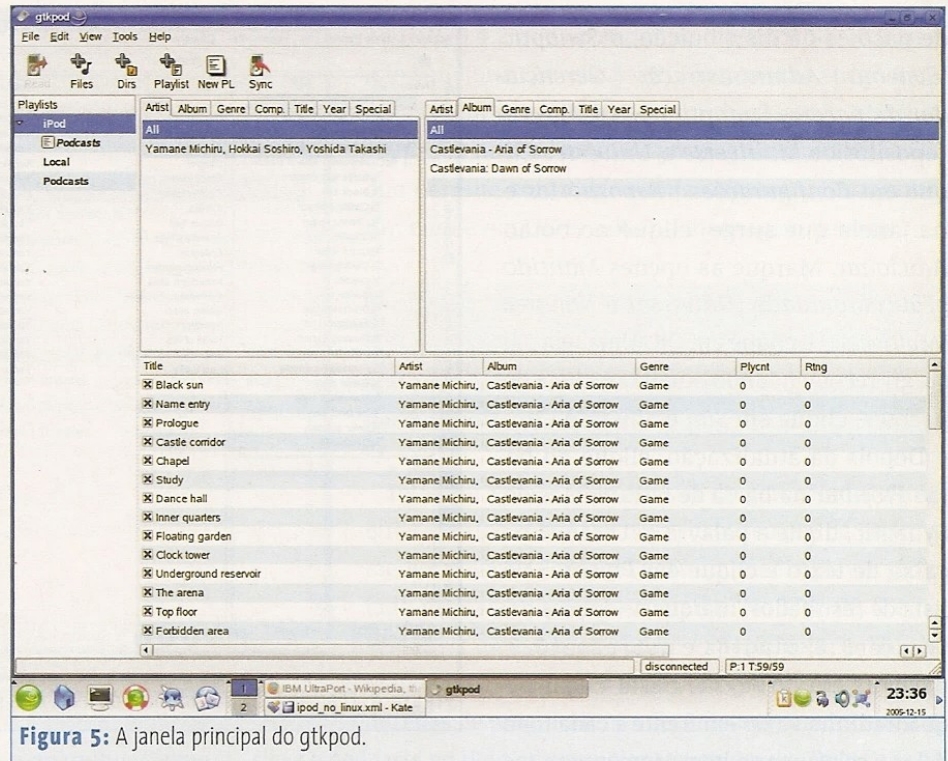 gtkpod
File Edit View Tools Help
Read Files Dirs Playlist New PL Sync
Playlists
iPod
Podcasts
Local
Podcasts
Artist Album Genre Comp. Title Year Special
All
Yamane Michiru, Hokkai Soshiro, Yoshida Takashi
Artist Album Genre Comp. Title Year Special
All
Castlevania - Aria of Sorrow
Castlevania: Dawn of Sorrow
Title Artist Album Genre Plycnt Rtng
Black sun Yamane Michiru, Castlevania - Aria of Sorrow Game 0 0
Name entry Yamane Michiru, Castlevania - Aria of Sorrow Game 0 0
Prologue Yamane Michiru, Castlevania - Aria of Sorrow Game 0 0
Castle corridor Yamane Michiru, Castlevania - Aria of Sorrow Game 0 0
Chapel Yamane Michiru, Castlevania - Aria of Sorrow Game 0 0
Study Yamane Michiru, Castlevania - Aria of Sorrow Game 0 0
Dance hall Yamane Michiru, Castlevania - Aria of Sorrow Game 0 0
Inner quarters Yamane Michiru, Castlevania - Aria of Sorrow Game 0 0
Floating garden Yamane Michiru, Castlevania - Aria of Sorrow Game 0 0
Clock tower Yamane Michiru, Castlevania - Aria of Sorrow Game 0 0
Underground reservoir Yamane Michiru, Castlevania - Aria of Sorrow Game 0 0
The arena Yamane Michiru, Castlevania - Aria of Sorrow Game 0 0
Top floor Yamane Michiru, Castlevania - Aria of Sorrow Game 0 0
Forbidden area Yamane Michiru, Castlevania - Aria of Sorrow Game 0 0
disconnected P:1 T:59/59
1 IBM UltraPort - Wikipedia, gtkpod
2 ipod_no_linux.xml - Kate
23:36
2005-12-15
Figura 5: A janela principal do gtkpod.